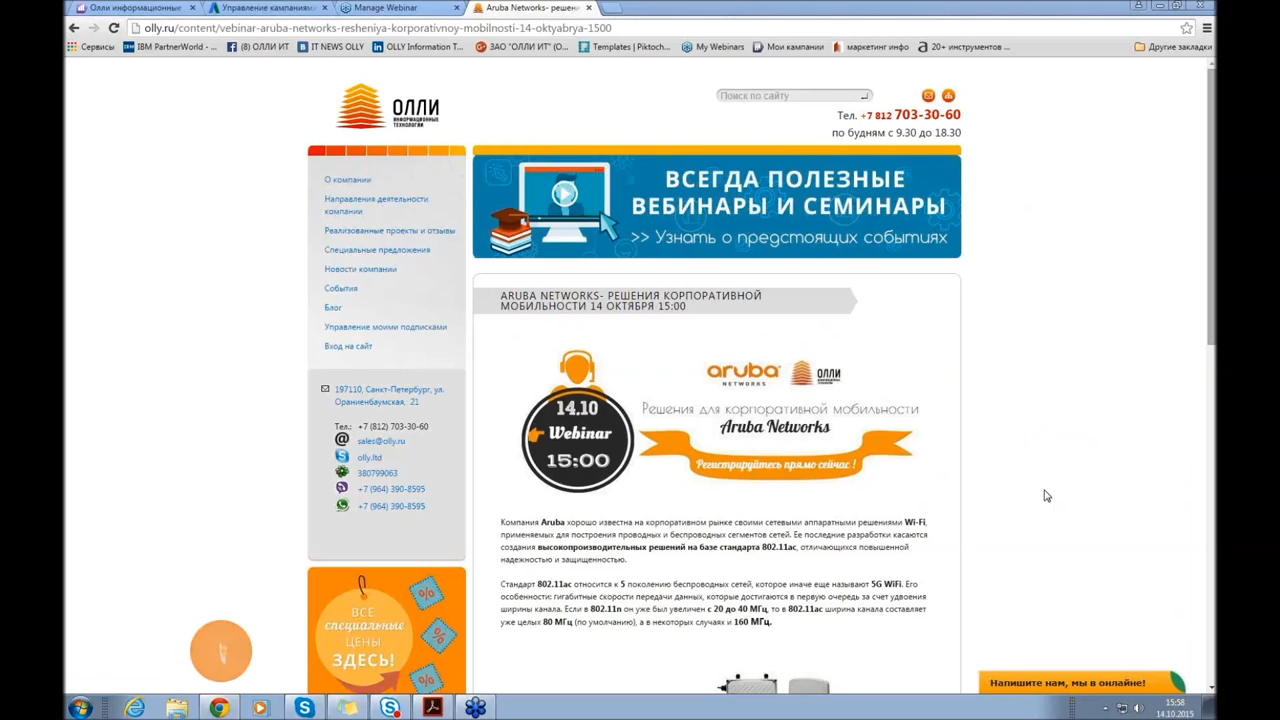 Олли информационные
Управление кампаниям
Manage Webinar
Aruba Networks- решени
olly.ru/content/vebinar-aruba-networks-resheniya-korporativnoy-mobilnosti-14-oktyabrya-1500
Сервисы
IBM PartnerWorld - ...
(8) ОЛЛИ ИТ
IT NEWS OLLY
OLLY Information T...
ЗАО "ОЛЛИ ИТ" (О...
Templates | Piktoch...
My Webinars
Мои кампании
маркетинг инфо
20+ инструментов ...
Другие закладки
ОЛЛИ
ИНФОРМАЦИОННЫЕ
ТЕХНОЛОГИИ
Поиск по сайту
Тел. +7 812 703-30-60
по будням с 9.30 до 18.30
О компании
Направления деятельности
компании
Реализованные проекты и отзывы
Специальные предложения
Новости компании
События
Блог
Управление моими подписками
Вход на сайт
197110, Санкт-Петербург, ул.
Ораниенбаумская, 21
Тел.: +7 (812) 703-30-60
sales@olly.ru
olly.ltd
380799063
+7 (964) 390-8595
+7 (964) 390-8595
ВСЕ
специальные
ЦЕНЫ
ЗДЕСЬ!
ВСЕГДА ПОЛЕЗНЫЕ
ВЕБИНАРЫ И СЕМИНАРЫ
>> Узнать о предстоящих событиях
ARUBA NETWORKS- РЕШЕНИЯ КОРПОРАТИВНОЙ
МОБИЛЬНОСТИ 14 ОКТЯБРЯ 15:00
14.10
Webinar
15:00
aruba
NETWORKS
ОЛЛИ
Решения для корпоративной мобильности
Aruba Networks
Регистрируйтесь прямо сейчас !
Компания Aruba хорошо известна на корпоративном рынке своими сетевыми аппаратными решениями Wi-Fi,
применяемых для построения проводных и беспроводных сегментов сетей. Ее последние разработки касаются
создания высокопроизводительных решений на базе стандарта 802.11ac, отличающихся повышенной
надежностью и защищенностью.
Стандарт 802.11ac относится к 5 поколению беспроводных сетей, которое иначе еще называют 5G WiFi. Его
особенности: гигабитные скорости передачи данных, которые достигаются в первую очередь за счет удвоения
ширины канала. Если в 802.11n он уже был увеличен с 20 до 40 МГц, то в 802.11ac ширина канала составляет
уже целых 80 МГц (по умолчанию), а в некоторых случаях и 160 МГц.
Напишите нам, мы в онлайне!
15:58
14.10.2015